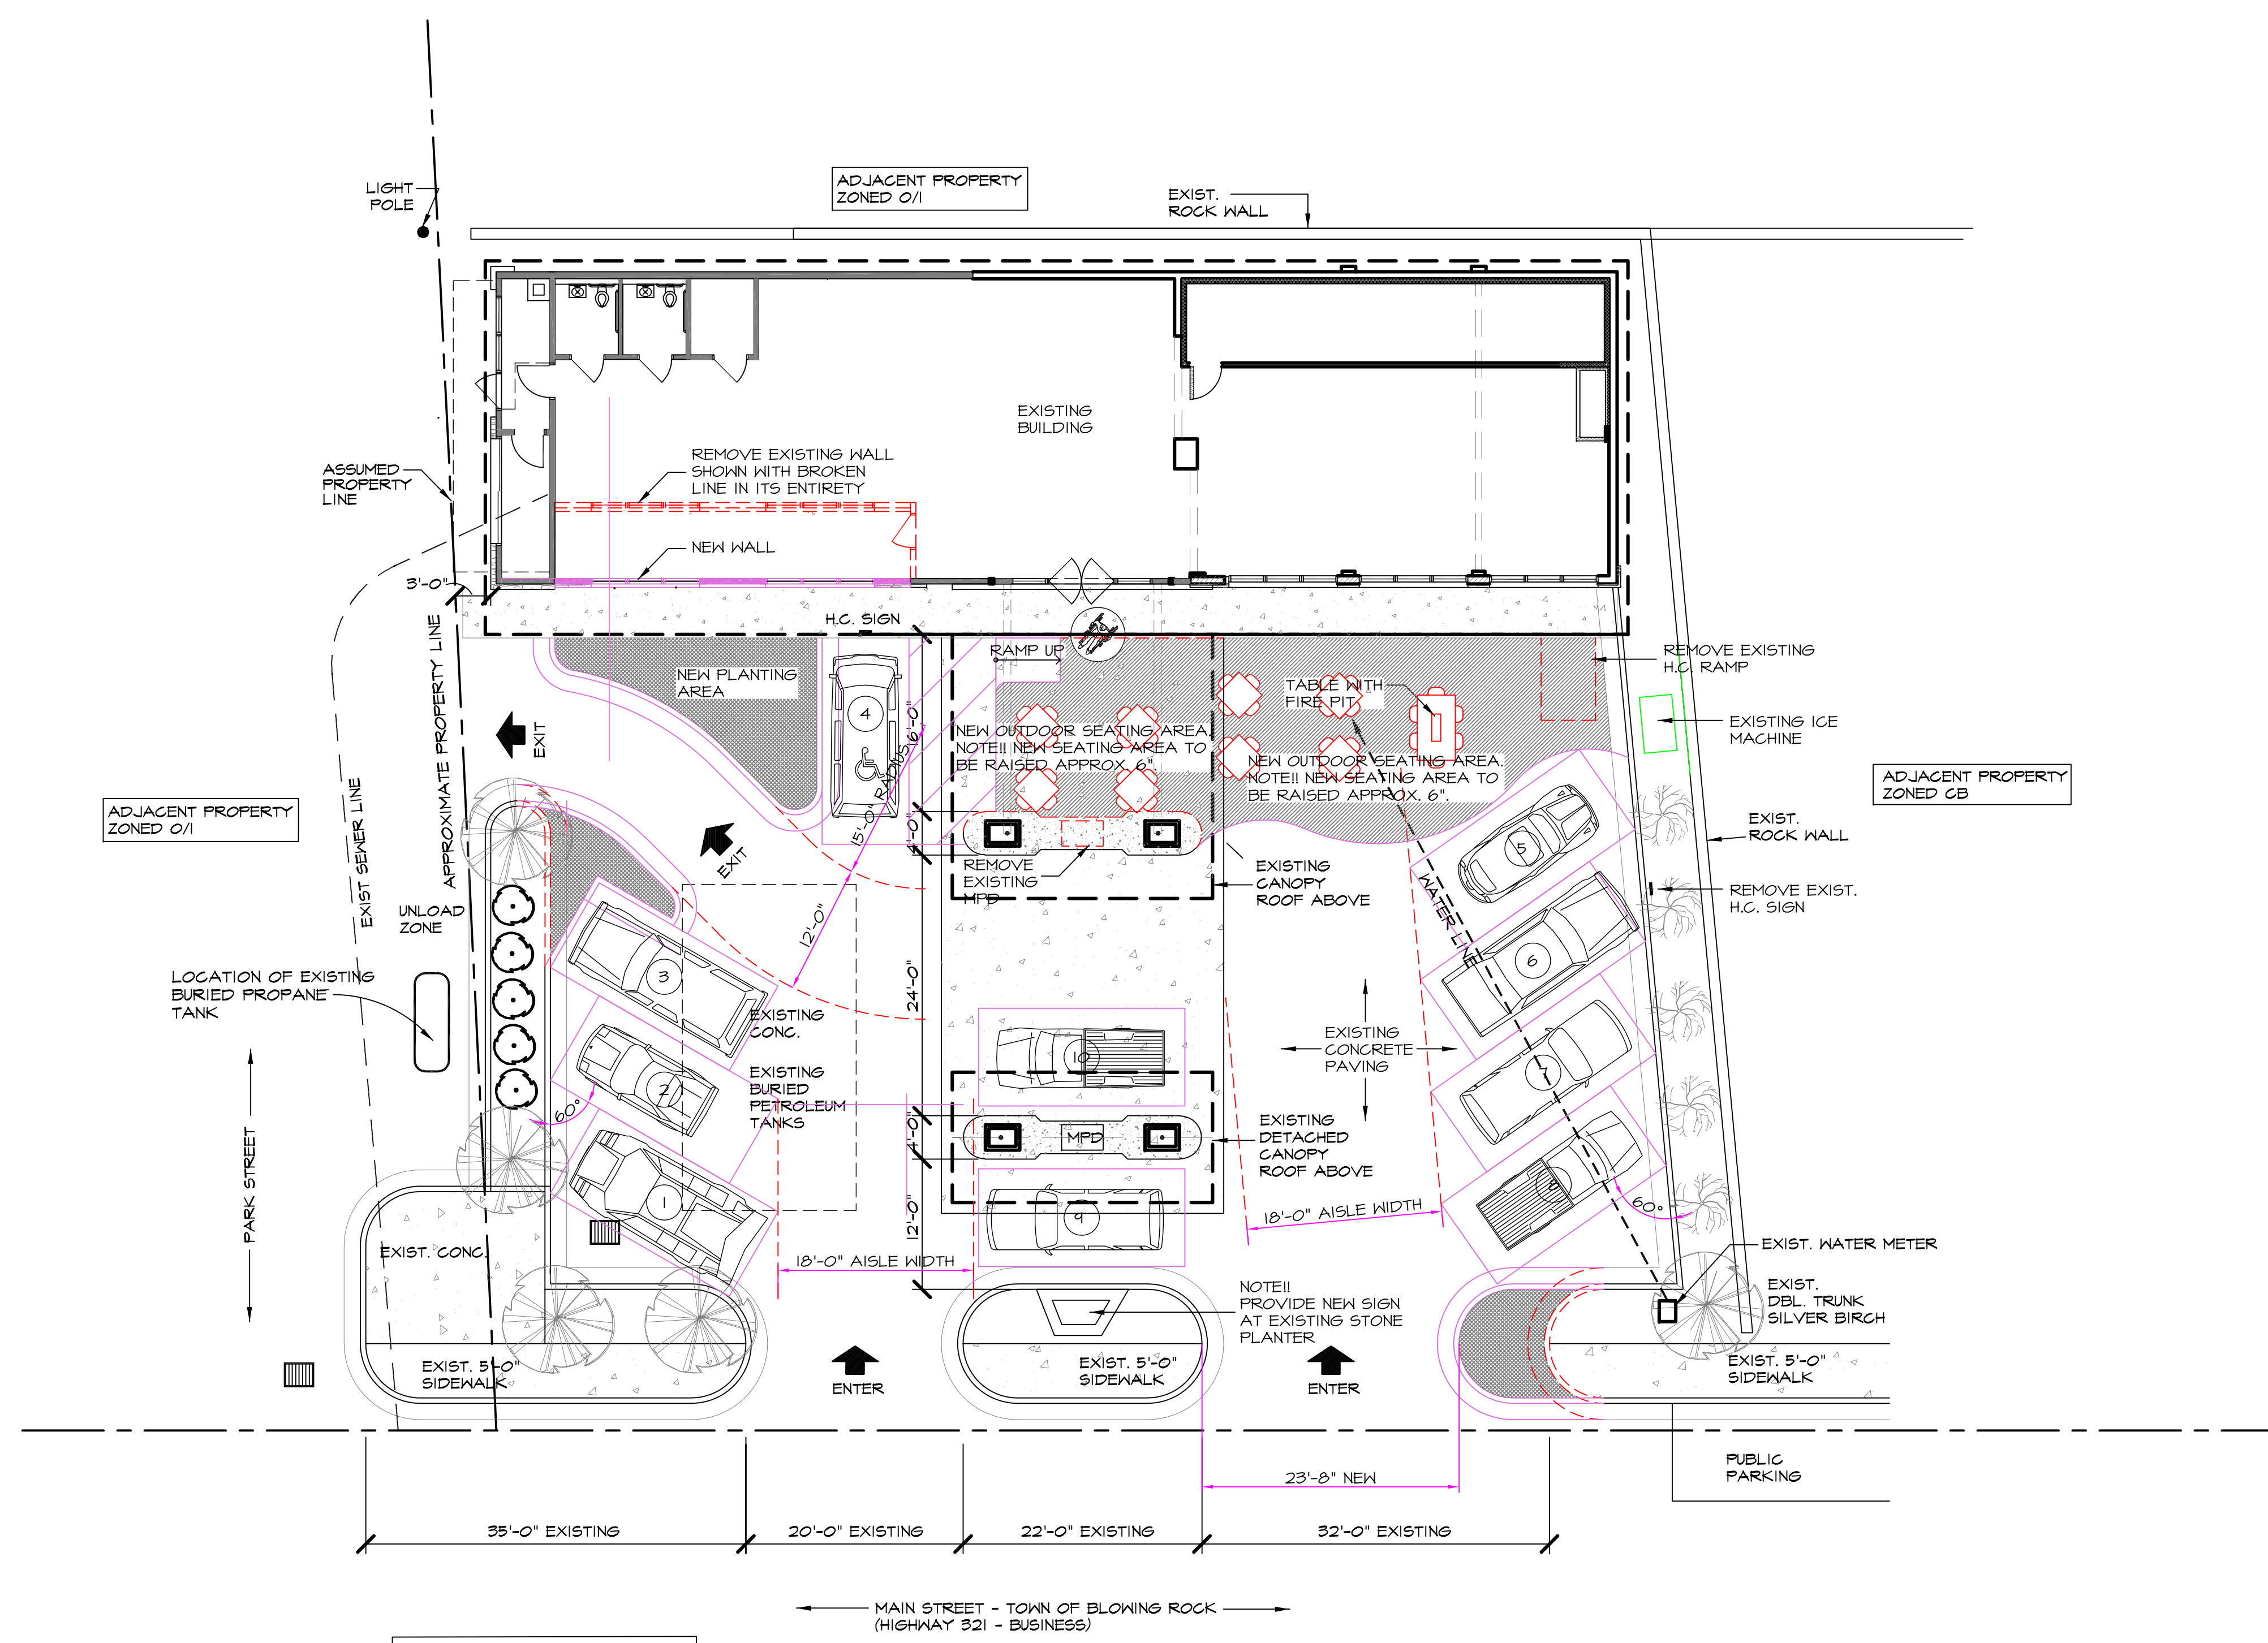 LIGHT
POLE
ADJACENT PROPERTY
ZONED O/I
EXIST.
ROCK WALL
EXISTING
BUILDING
REMOVE EXISTING WALL
SHOWN WITH BROKEN
LINE IN ITS ENTIRETY
NEW WALL
ASSUMED
PROPERTY
LINE
3'-0"
H.C. SIGN
RAMP UP
NEW PLANTING
AREA
4
EXIT
EXIT
TABLE WITH
FIRE PIT
REMOVE EXISTING
H.C. RAMP
EXISTING ICE
MACHINE
NEW OUTDOOR SEATING AREA.
NOTE!! NEW SEATING AREA TO
BE RAISED APPROX. 6".
NEW OUTDOOR SEATING AREA.
NOTE!! NEW SEATING AREA TO
BE RAISED APPROX. 6".
ADJACENT PROPERTY
ZONED CB
ADJACENT PROPERTY
ZONED O/I
EXIST SEWER LINE
APPROXIMATE PROPERTY LINE
16'-0"
15'-0" RADIUS
4'-0"
12'-0"
24'-0"
4'-0"
12'-0"
REMOVE
EXISTING
MPD
EXISTING
CANOPY
ROOF ABOVE
WATER LINE
EXIST.
ROCK WALL
REMOVE EXIST.
H.C. SIGN
UNLOAD
ZONE
LOCATION OF EXISTING
BURIED PROPANE
TANK
5
6
7
8
3
2
1
10
9
60°
60°
EXISTING
CONC.
EXISTING
BURIED
PETROLEUM
TANKS
EXISTING
CONCRETE
PAVING
MPD
EXISTING
DETACHED
CANOPY
ROOF ABOVE
PARK STREET
18'-0" AISLE WIDTH
18'-0" AISLE WIDTH
EXIST. CONC.
EXIST. WATER METER
EXIST.
DBL. TRUNK
SILVER BIRCH
NOTE!!
PROVIDE NEW SIGN
AT EXISTING STONE
PLANTER
EXIST. 5'-0"
SIDEWALK
ENTER
EXIST. 5'-0"
SIDEWALK
ENTER
EXIST. 5'-0"
SIDEWALK
PUBLIC
PARKING
23'-8" NEW
35'-0" EXISTING
20'-0" EXISTING
22'-0" EXISTING
32'-0" EXISTING
MAIN STREET - TOWN OF BLOWING ROCK
(HIGHWAY 321 - BUSINESS)